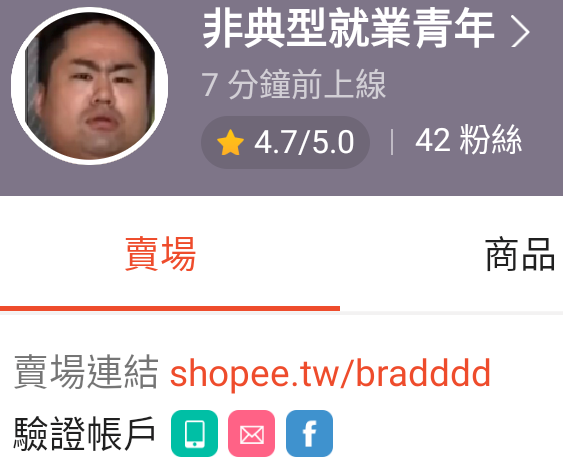 非典型就業青年
7 分鐘前上線
4.7/5.0 | 42 粉絲
賣場 商品
賣場連結 shopee.tw/bradddd
驗證帳戶